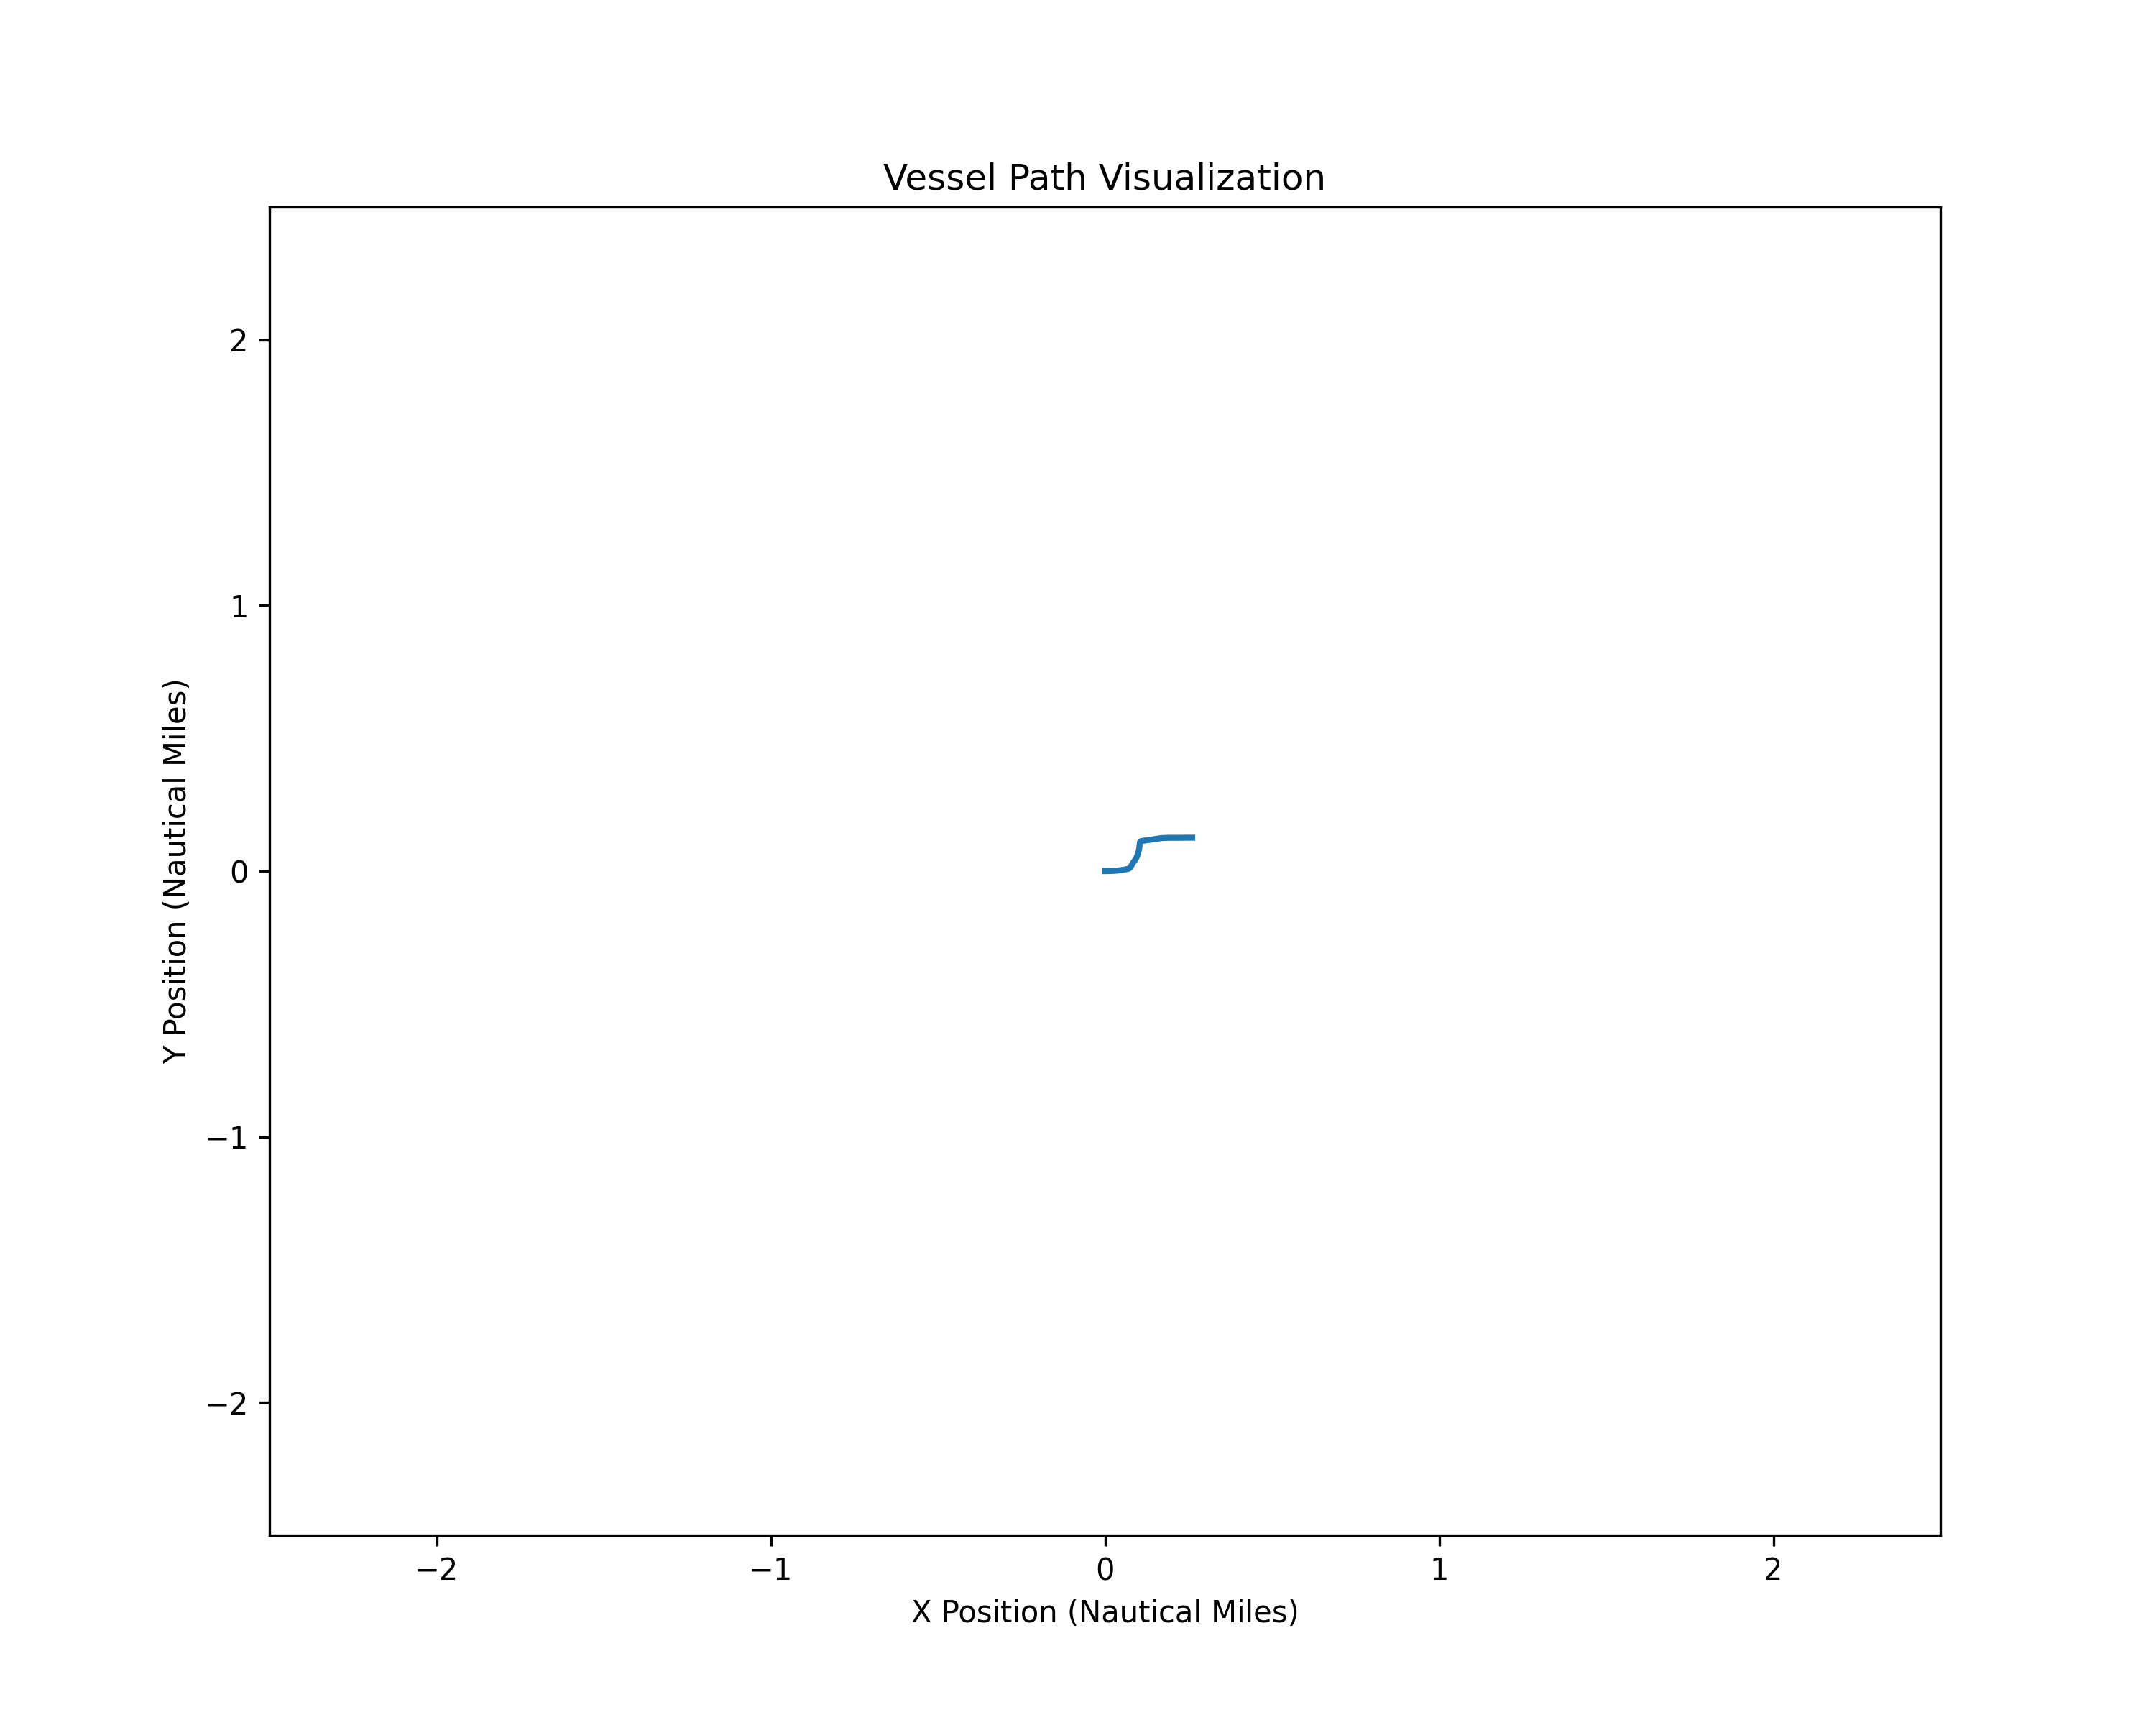 Vessel Path Visualization
2
1
0
−1
−2
Y Position (Nautical Miles)
−2 −1 0 1 2
X Position (Nautical Miles)